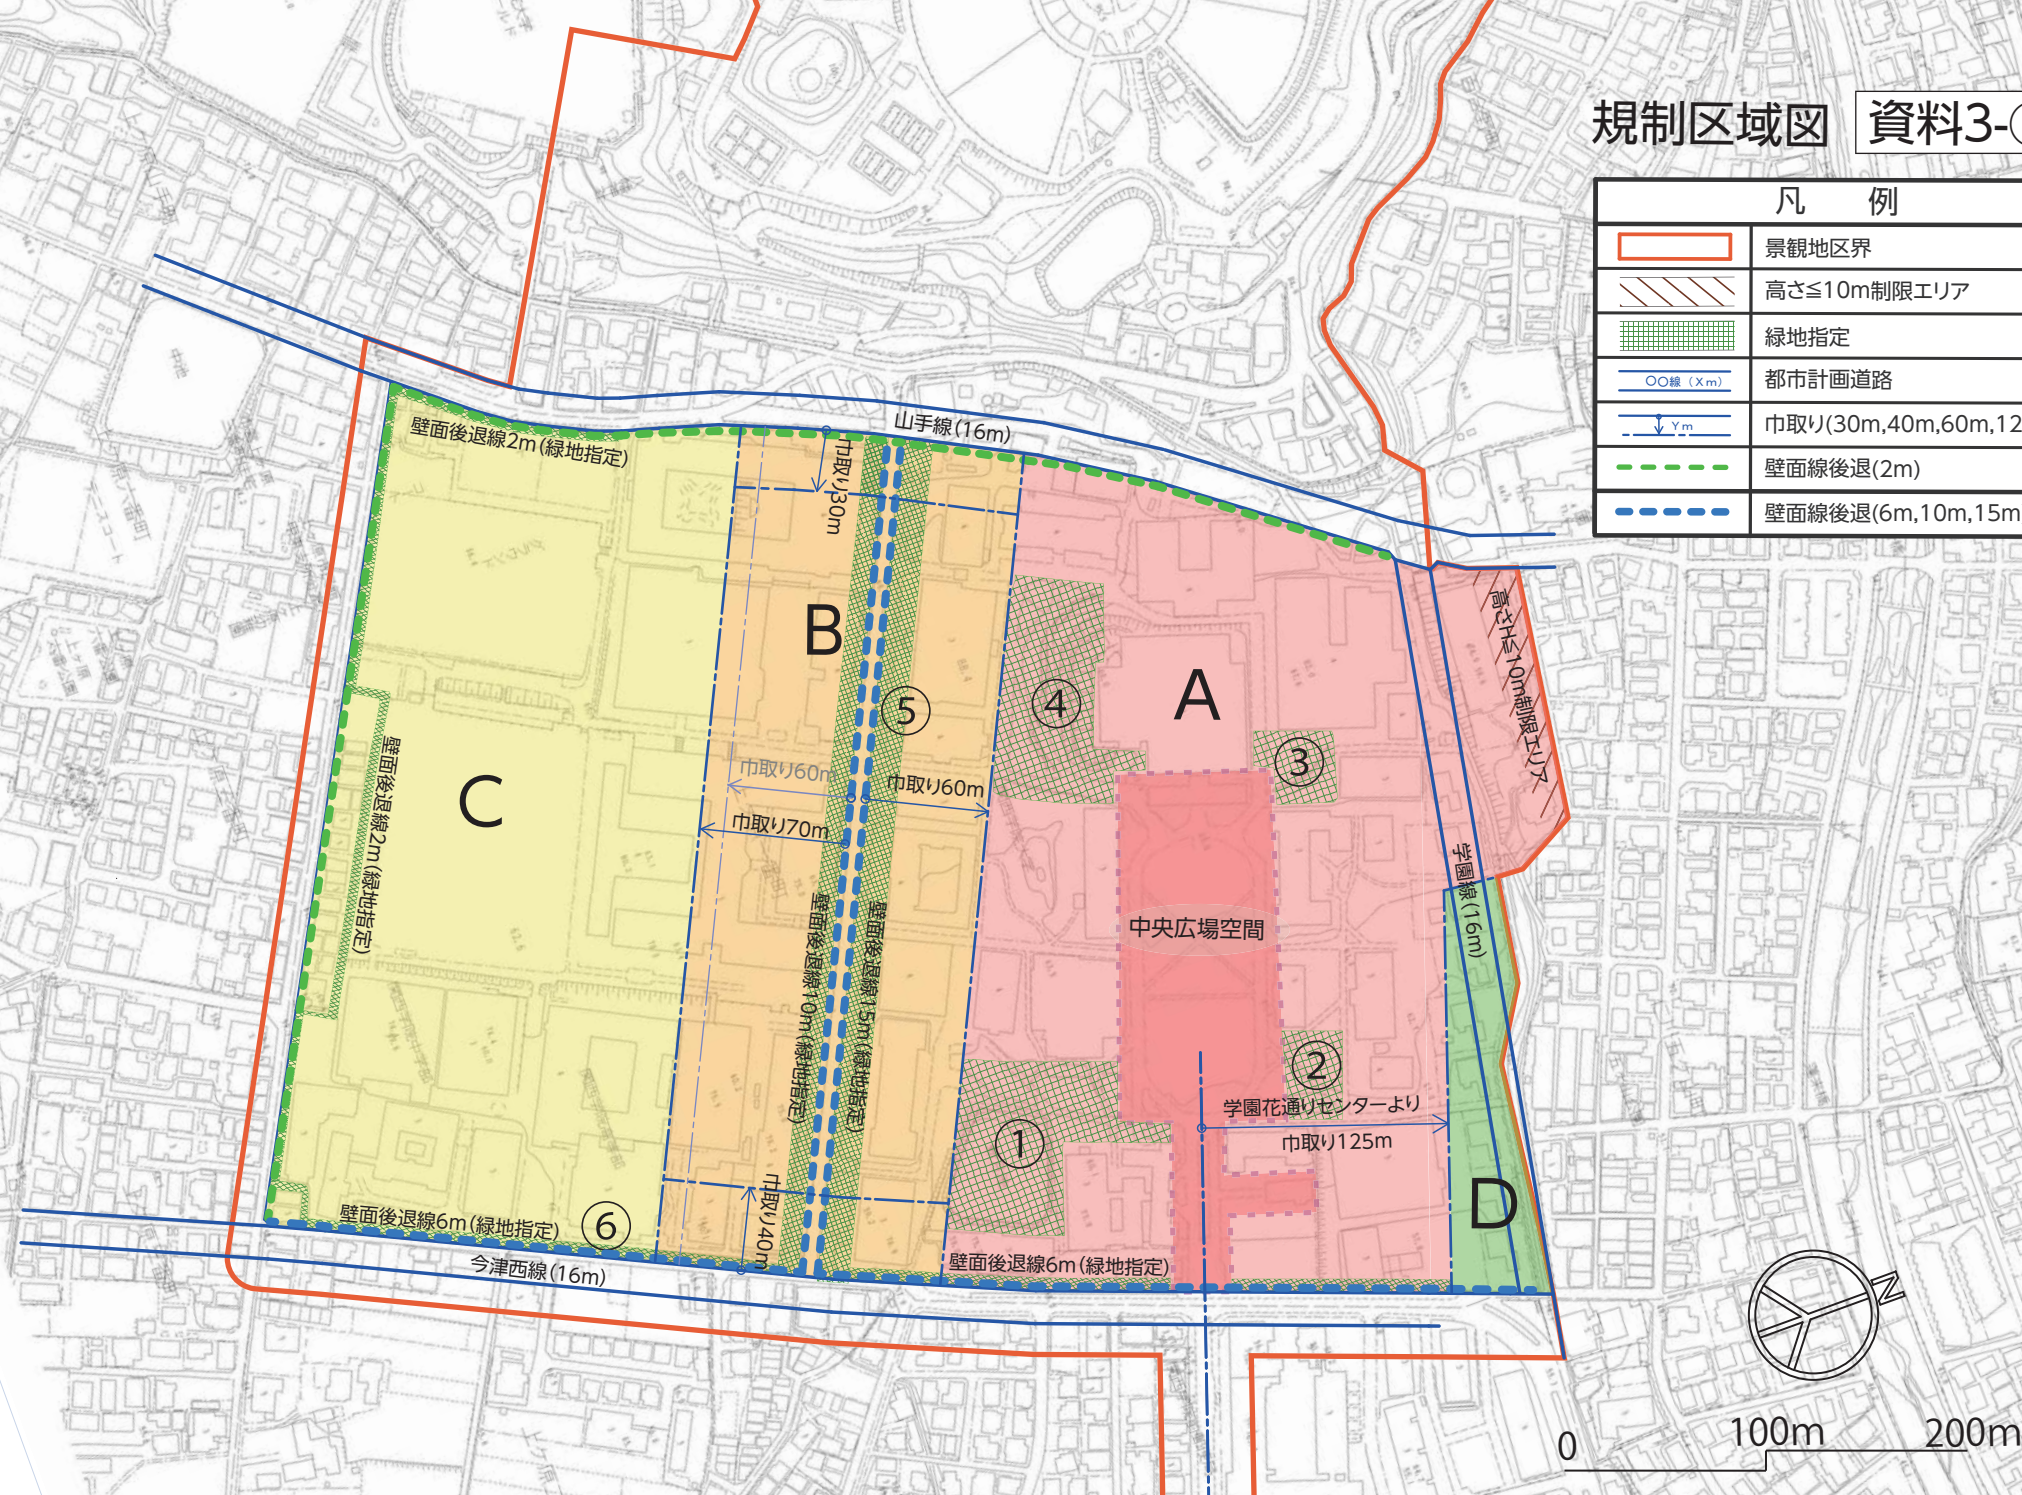 規制区域図
資料3-
凡　例
景観地区界
高さ≦10m制限エリア
緑地指定
○○線（Xm）
都市計画道路
Ym
巾取り(30m,40m,60m,12
壁面線後退(2m)
壁面線後退(6m,10m,15m
山手線(16m)
壁面後退線2m(緑地指定)
巾取り30m
高さH≦10m制限エリア
B
⑤
④
A
③
C
巾取り60m
巾取り60m
巾取り70m
壁面後退線2m(緑地指定)
壁面後退線10m(緑地指定)
壁面後退線15m(緑地指定)
中央広場空間
学園線(16m)
②
学園花通りセンターより
巾取り125m
①
D
巾取り40m
壁面後退線6m(緑地指定)
⑥
壁面後退線6m(緑地指定)
今津西線(16m)
N
0
100m
200m